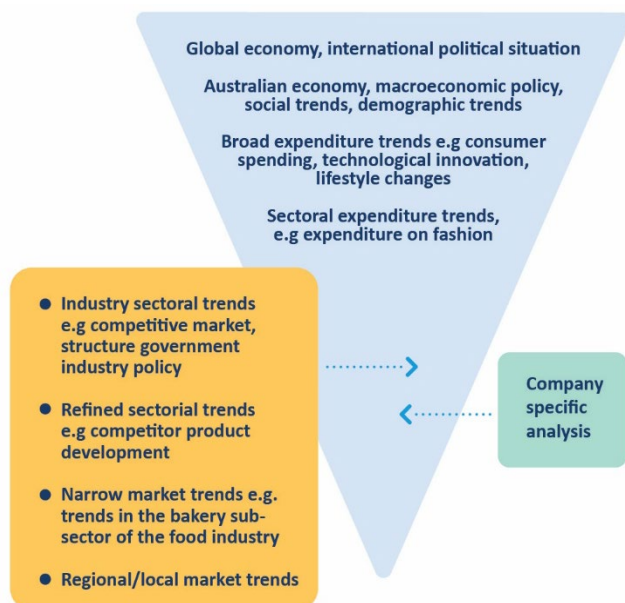 Global economy, international political situation
Australian economy, macroeconomic policy,
social trends, demographic trends
Broad expenditure trends e.g consumer
spending, technological innovation,
lifestyle changes
Sectoral expenditure trends,
e.g expenditure on fashion
● Industry sectoral trends
e.g competitive market,
structure government
industry policy
● Refined sectorial trends
e.g competitor product
development
● Narrow market trends e.g.
trends in the bakery sub-
sector of the food industry
● Regional/local market trends
Company
specific
analysis